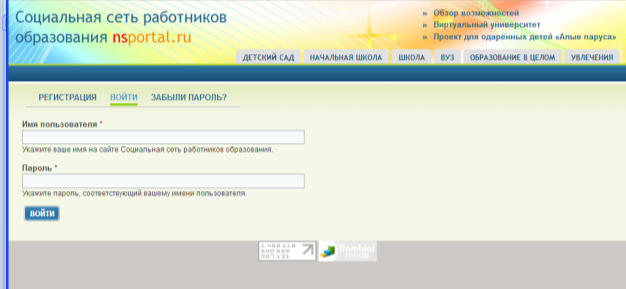 Социальная сеть работников
образования nsportal.ru
» Обзор возможностей
» Виртуальный университет
» Проект для одаренных детей «Алые паруса»
ДЕТСКИЙ САД НАЧАЛЬНАЯ ШКОЛА ШКОЛА ВУЗ ОБРАЗОВАНИЕ В ЦЕЛОМ УВЛЕЧЕНИЯ
РЕГИСТРАЦИЯ ВОЙТИ ЗАБЫЛИ ПАРОЛЬ?
Имя пользователя *
Укажите ваше имя на сайте Социальная сеть работников образования.
Пароль *
Укажите пароль, соответствующий вашему имени пользователя.
ВОЙТИ
Rambler